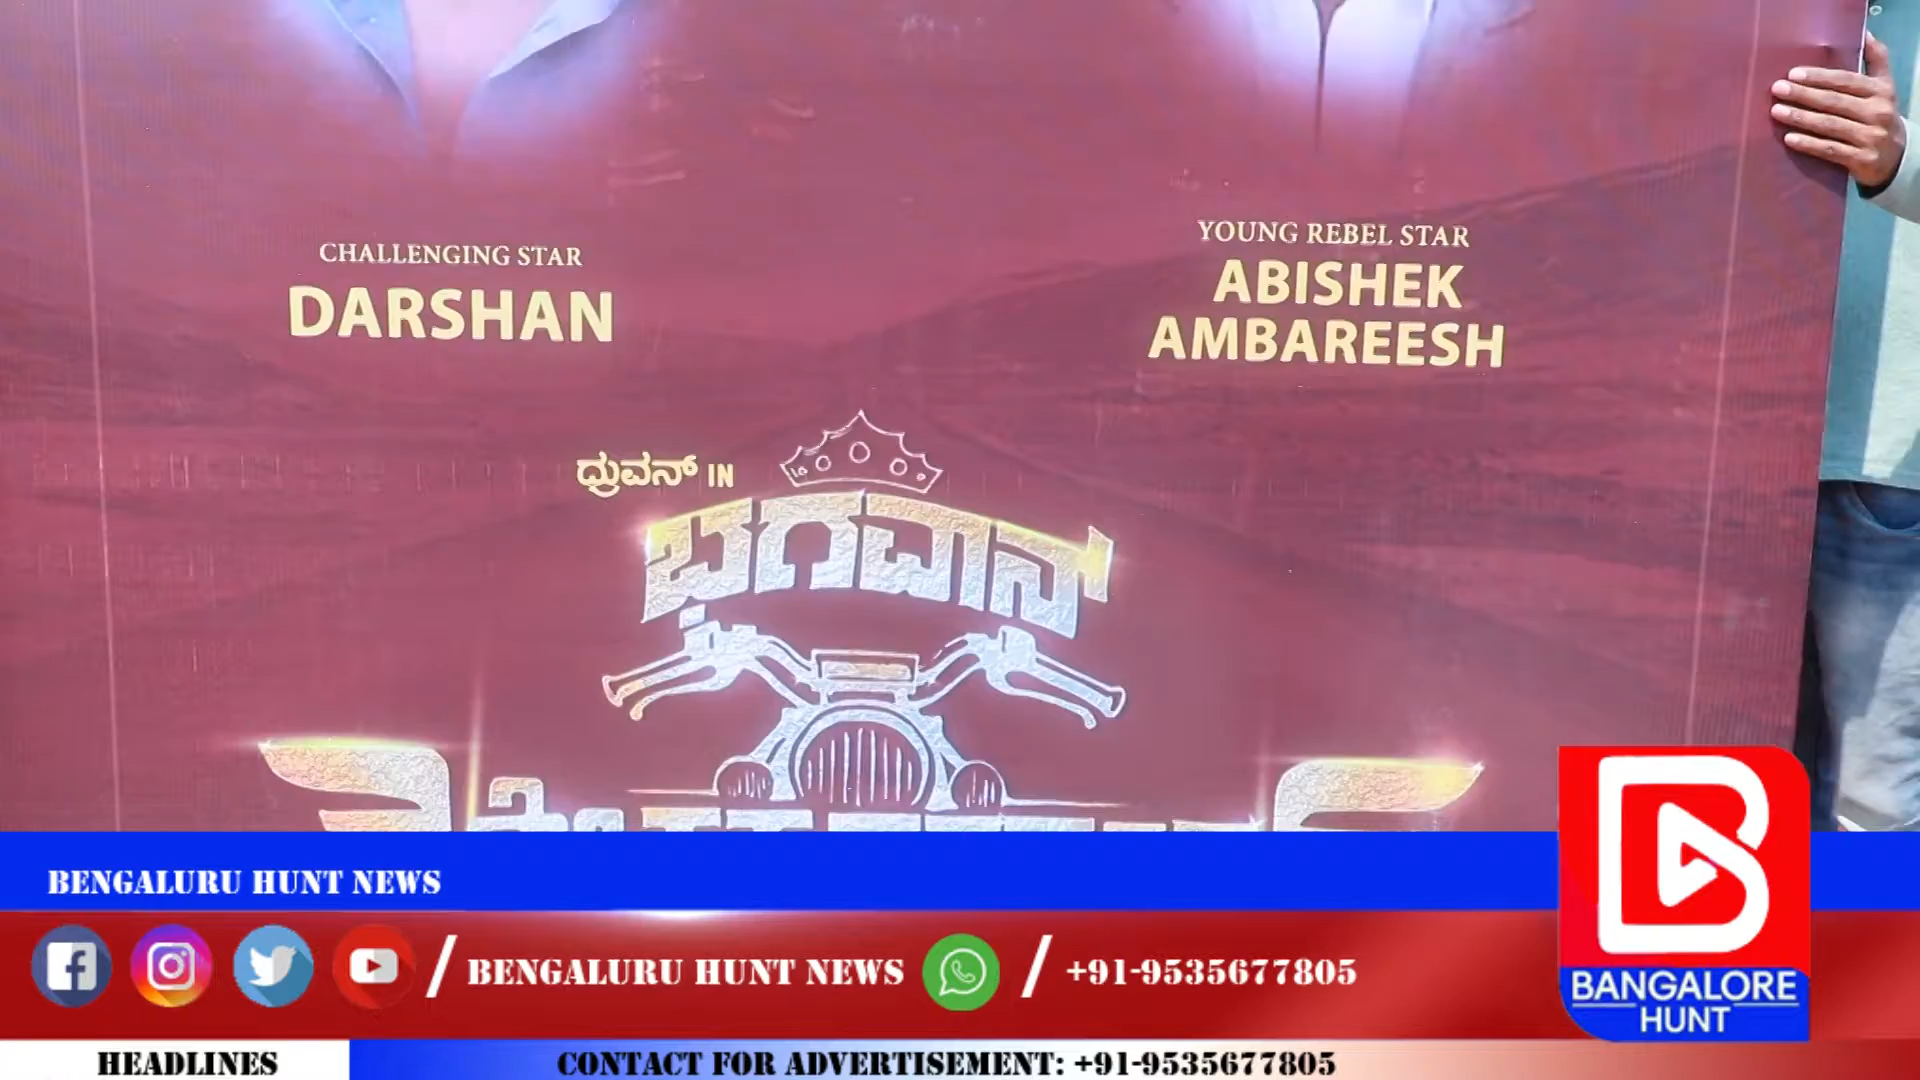 CHALLENGING STAR
DARSHAN
YOUNG REBEL STAR
ABISHEK
AMBAREESH
ಧ್ರುವನ್ IN
ಭಗವಾನ್
BENGALURU HUNT NEWS
/ BENGALURU HUNT NEWS / +91-9535677805
BANGALORE
HUNT
HEADLINES
CONTACT FOR ADVERTISEMENT: +91-9535677805